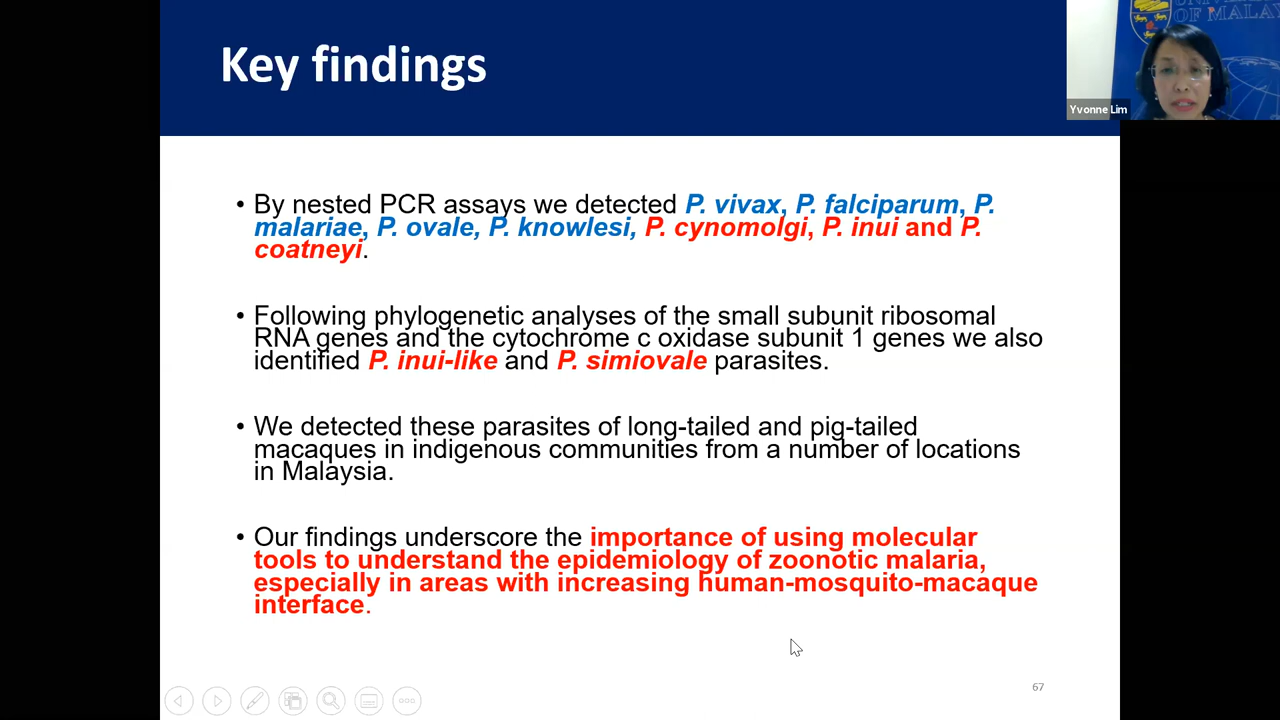 Key findings
UNIVERSITY
OF MALAYA
Yvonne Lim
• By nested PCR assays we detected P. vivax, P. falciparum, P.
malariae, P. ovale, P. knowlesi, P. cynomolgi, P. inui and P.
coatneyi.
• Following phylogenetic analyses of the small subunit ribosomal
RNA genes and the cytochrome c oxidase subunit 1 genes we also
identified P. inui-like and P. simiovale parasites.
• We detected these parasites of long-tailed and pig-tailed
macaques in indigenous communities from a number of locations
in Malaysia.
• Our findings underscore the importance of using molecular
tools to understand the epidemiology of zoonotic malaria,
especially in areas with increasing human-mosquito-macaque
interface.
67